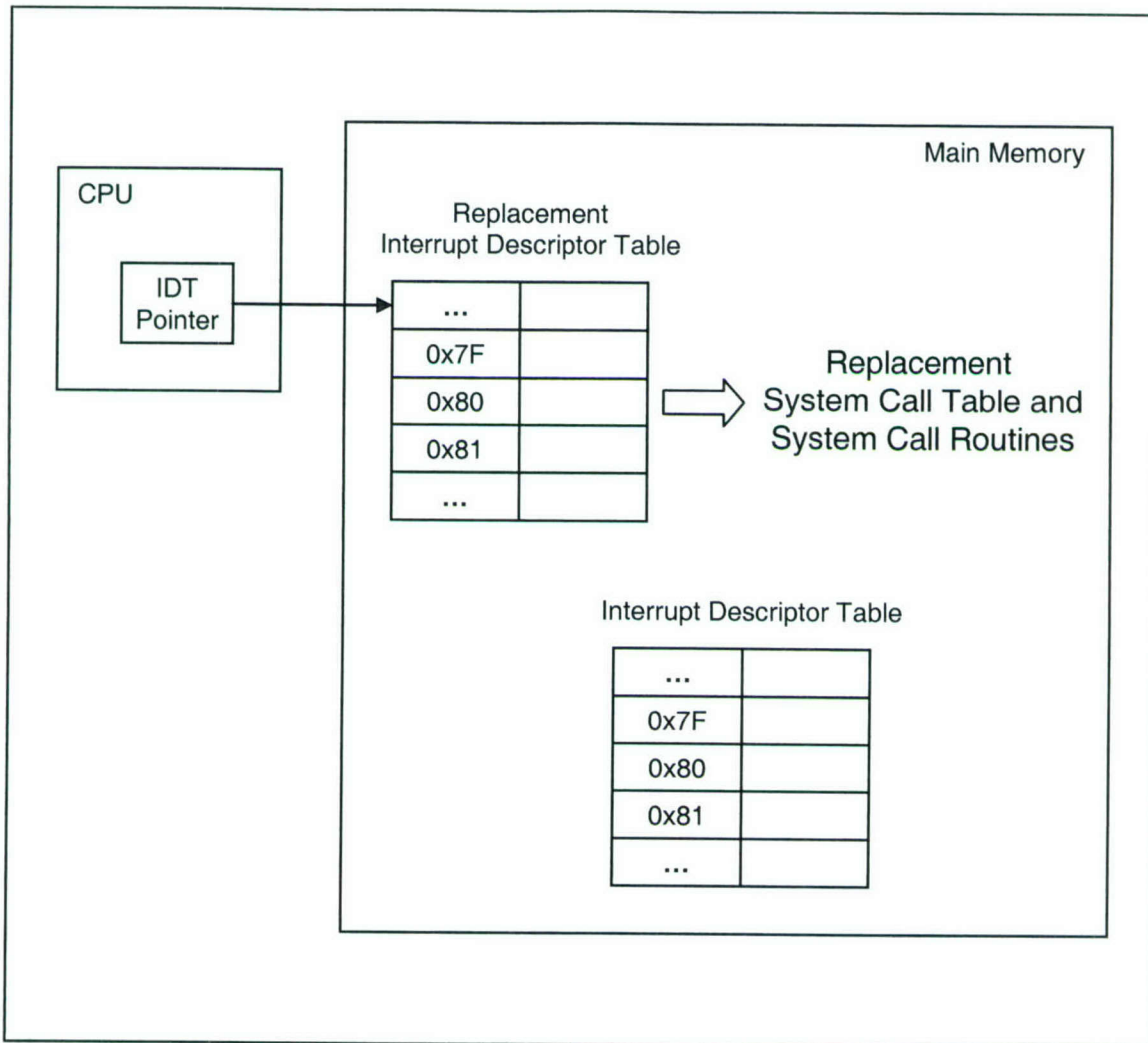 Main Memory
CPU
IDT
Pointer
Replacement
Interrupt Descriptor Table
...
0x7F
0x80
0x81
...
Replacement
System Call Table and
System Call Routines
Interrupt Descriptor Table
...
0x7F
0x80
0x81
...